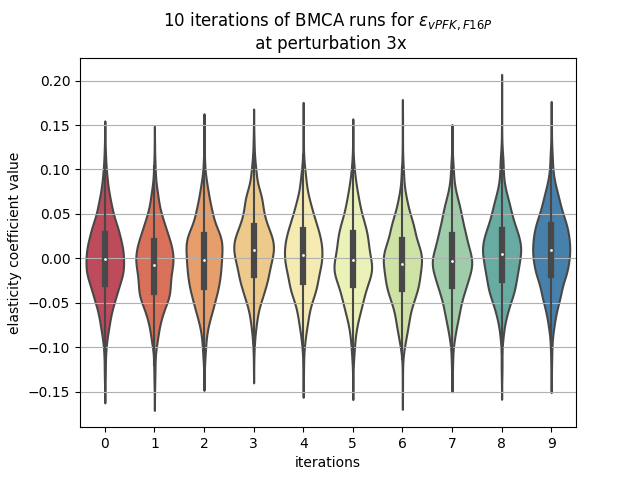 10 iterations of BMCA runs for ε_{vPFK, F16P}
at perturbation 3x
elasticity coefficient value
0.20
0.15
0.10
0.05
0.00
−0.05
−0.10
−0.15
0 1 2 3 4 5 6 7 8 9
iterations